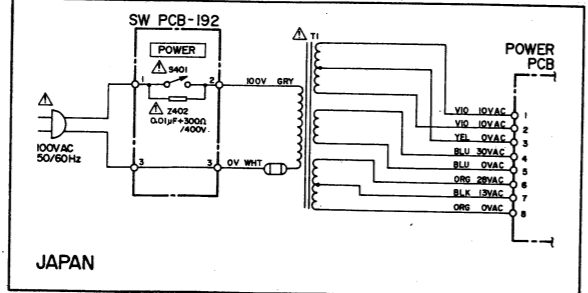 SW PCB-192
POWER
S401
1
2
Z402
0.01μF+300Ω
/400V
3
3
100VAC
50/60Hz
100V GRY
0V WHT
T1
POWER
PCB
VIO 10VAC 1
VIO 10VAC 2
YEL 0VAC 3
BLU 30VAC 4
BLU 0VAC 5
ORG 28VAC 6
BLK 13VAC 7
ORG 0VAC 8
JAPAN